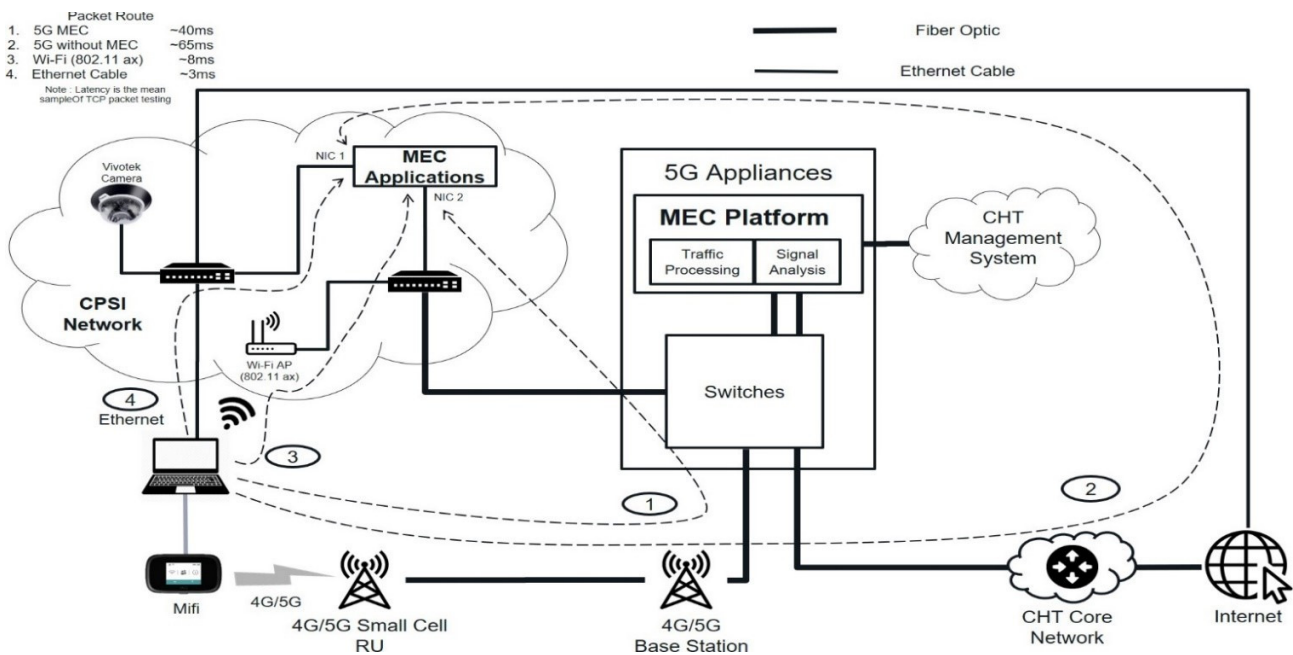 Packet Route
1. 5G MEC ~40ms
2. 5G without MEC ~65ms
3. Wi-Fi (802.11 ax) ~8ms
4. Ethernet Cable ~3ms
Note : Latency is the mean
sampleOf TCP packet testing
Fiber Optic
Ethernet Cable
Vivotek
Camera
NIC 1
MEC
Applications
NIC 2
CPSI
Network
Wi-Fi AP
(802.11 ax)
5G Appliances
MEC Platform
Traffic
Processing
Signal
Analysis
Switches
CHT
Management
System
4
Ethernet
3
1
2
Mifi
4G/5G
4G/5G Small Cell
RU
4G/5G
Base Station
CHT Core
Network
Internet